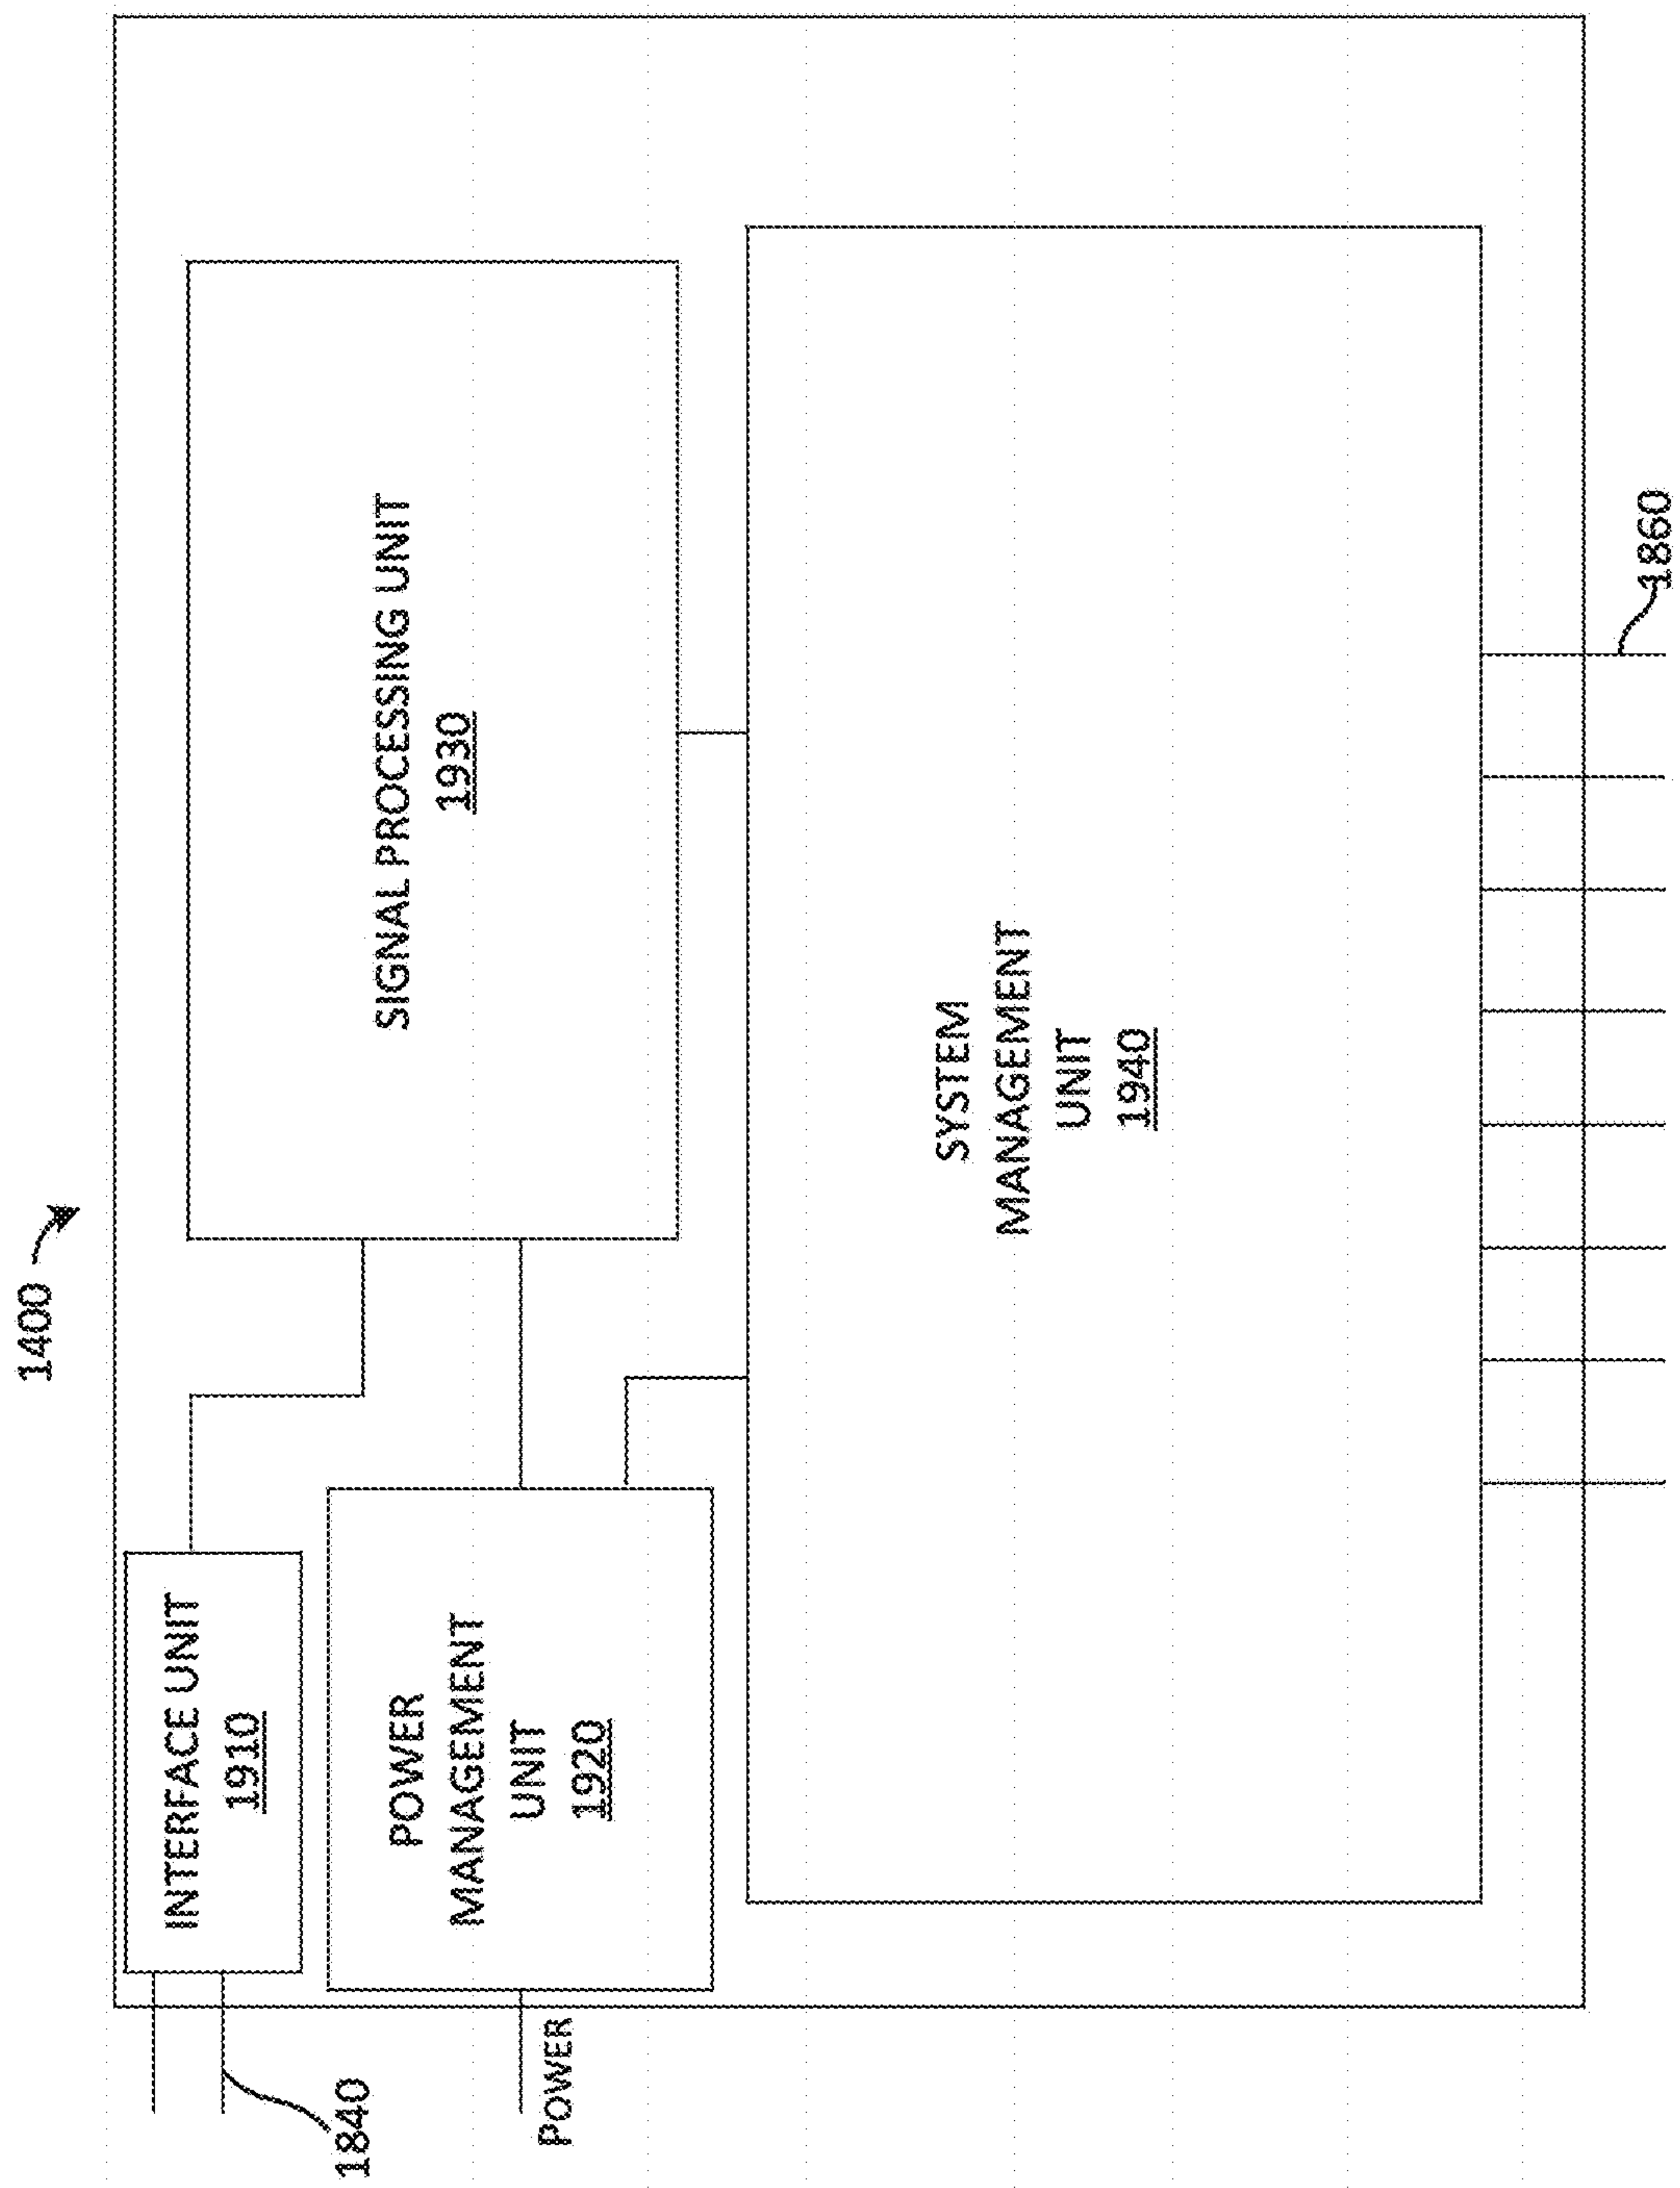 1400
INTERFACE UNIT
1910
1840
POWER
MANAGEMENT
UNIT
1920
POWER
SIGNAL PROCESSING UNIT
1930
SYSTEM
MANAGEMENT
UNIT
1940
1860